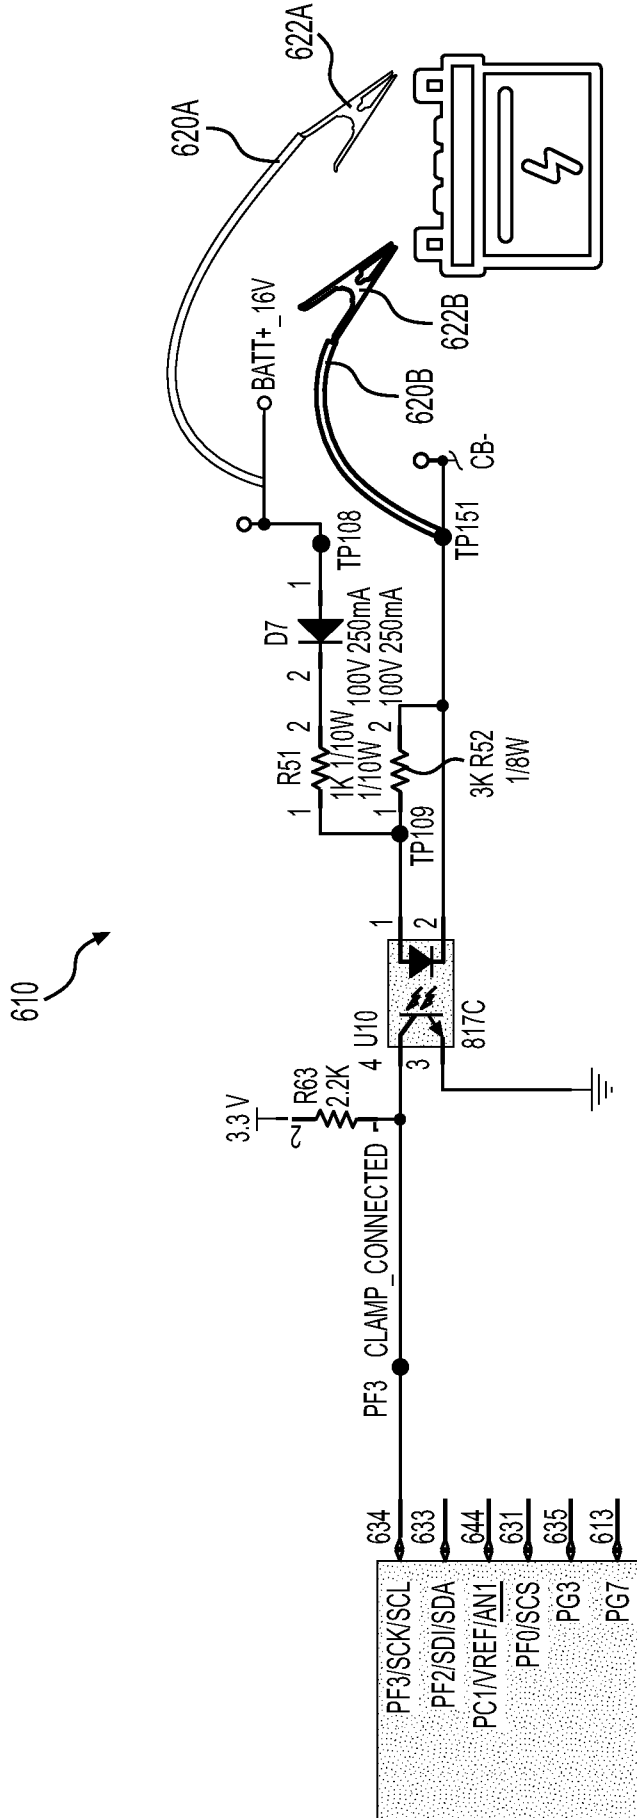 610
622A
620A
BATT+_16V
622B
620B
CB-
TP151
TP108
1
D7
2
100V 250mA
100V 250mA
2
R51
1K 1/10W
1
2
1/10W
1
3K R52
1/8W
TP109
1
2
U10
817C
4
3
3.3 V
R63
2.2K
2
1
CLAMP_CONNECTED
PF3
634
633
644
631
635
613
PF3/SCK/SCL
PF2/SDI/SDA
PC1/VREF/AN1
PF0/SCS
PG3
PG7